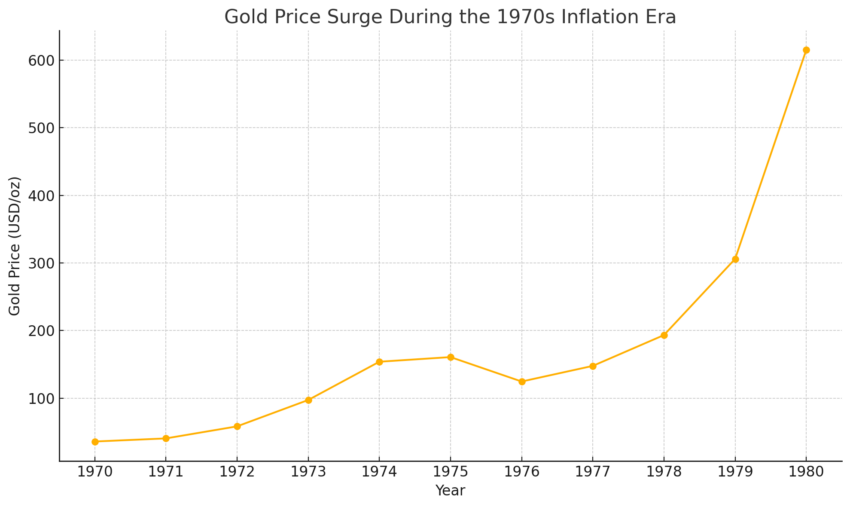 Gold Price Surge During the 1970s Inflation Era
Gold Price (USD/oz)
600
500
400
300
200
100
1970 1971 1972 1973 1974 1975 1976 1977 1978 1979 1980
Year